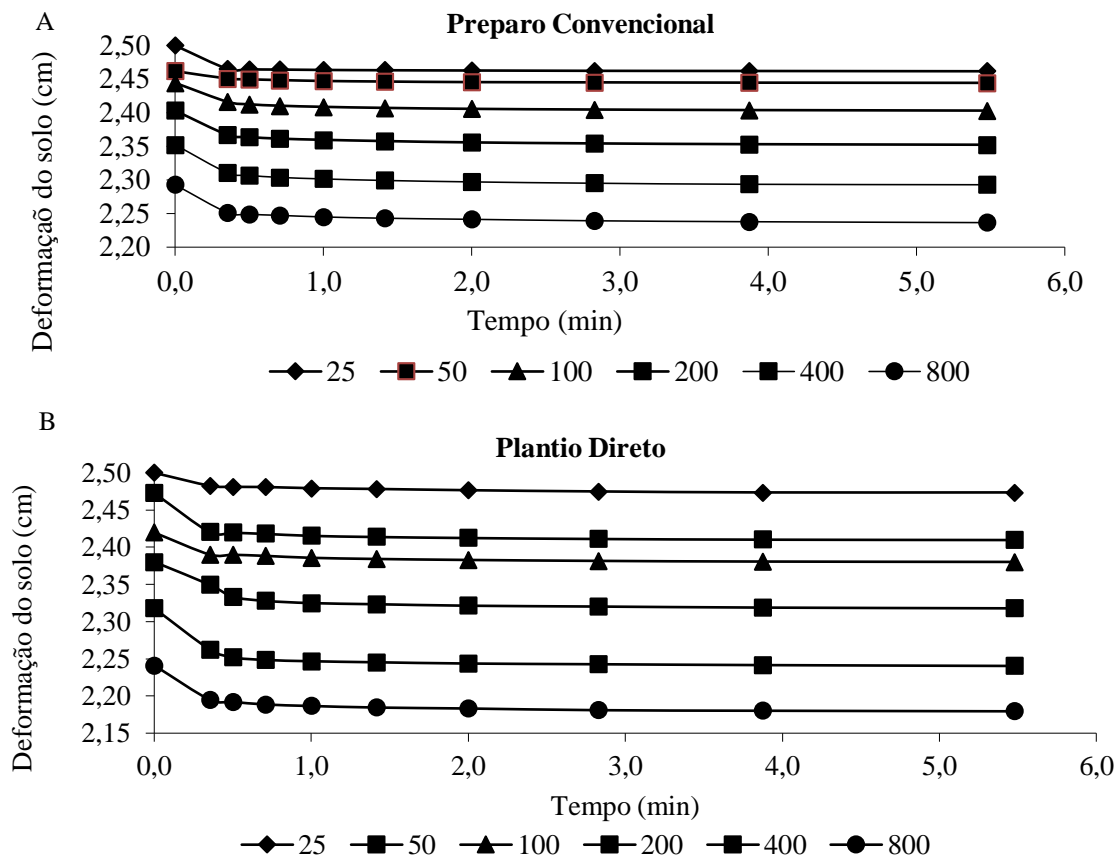 A
Preparo Convencional
Deformaçaõ do solo (cm)
2,50
2,45
2,40
2,35
2,30
2,25
2,20
0,0 1,0 2,0 3,0 4,0 5,0 6,0
Tempo (min)
25 50 100 200 400 800
B
Plantio Direto
Deformação do solo (cm)
2,50
2,45
2,40
2,35
2,30
2,25
2,20
2,15
0,0 1,0 2,0 3,0 4,0 5,0 6,0
Tempo (min)
25 50 100 200 400 800